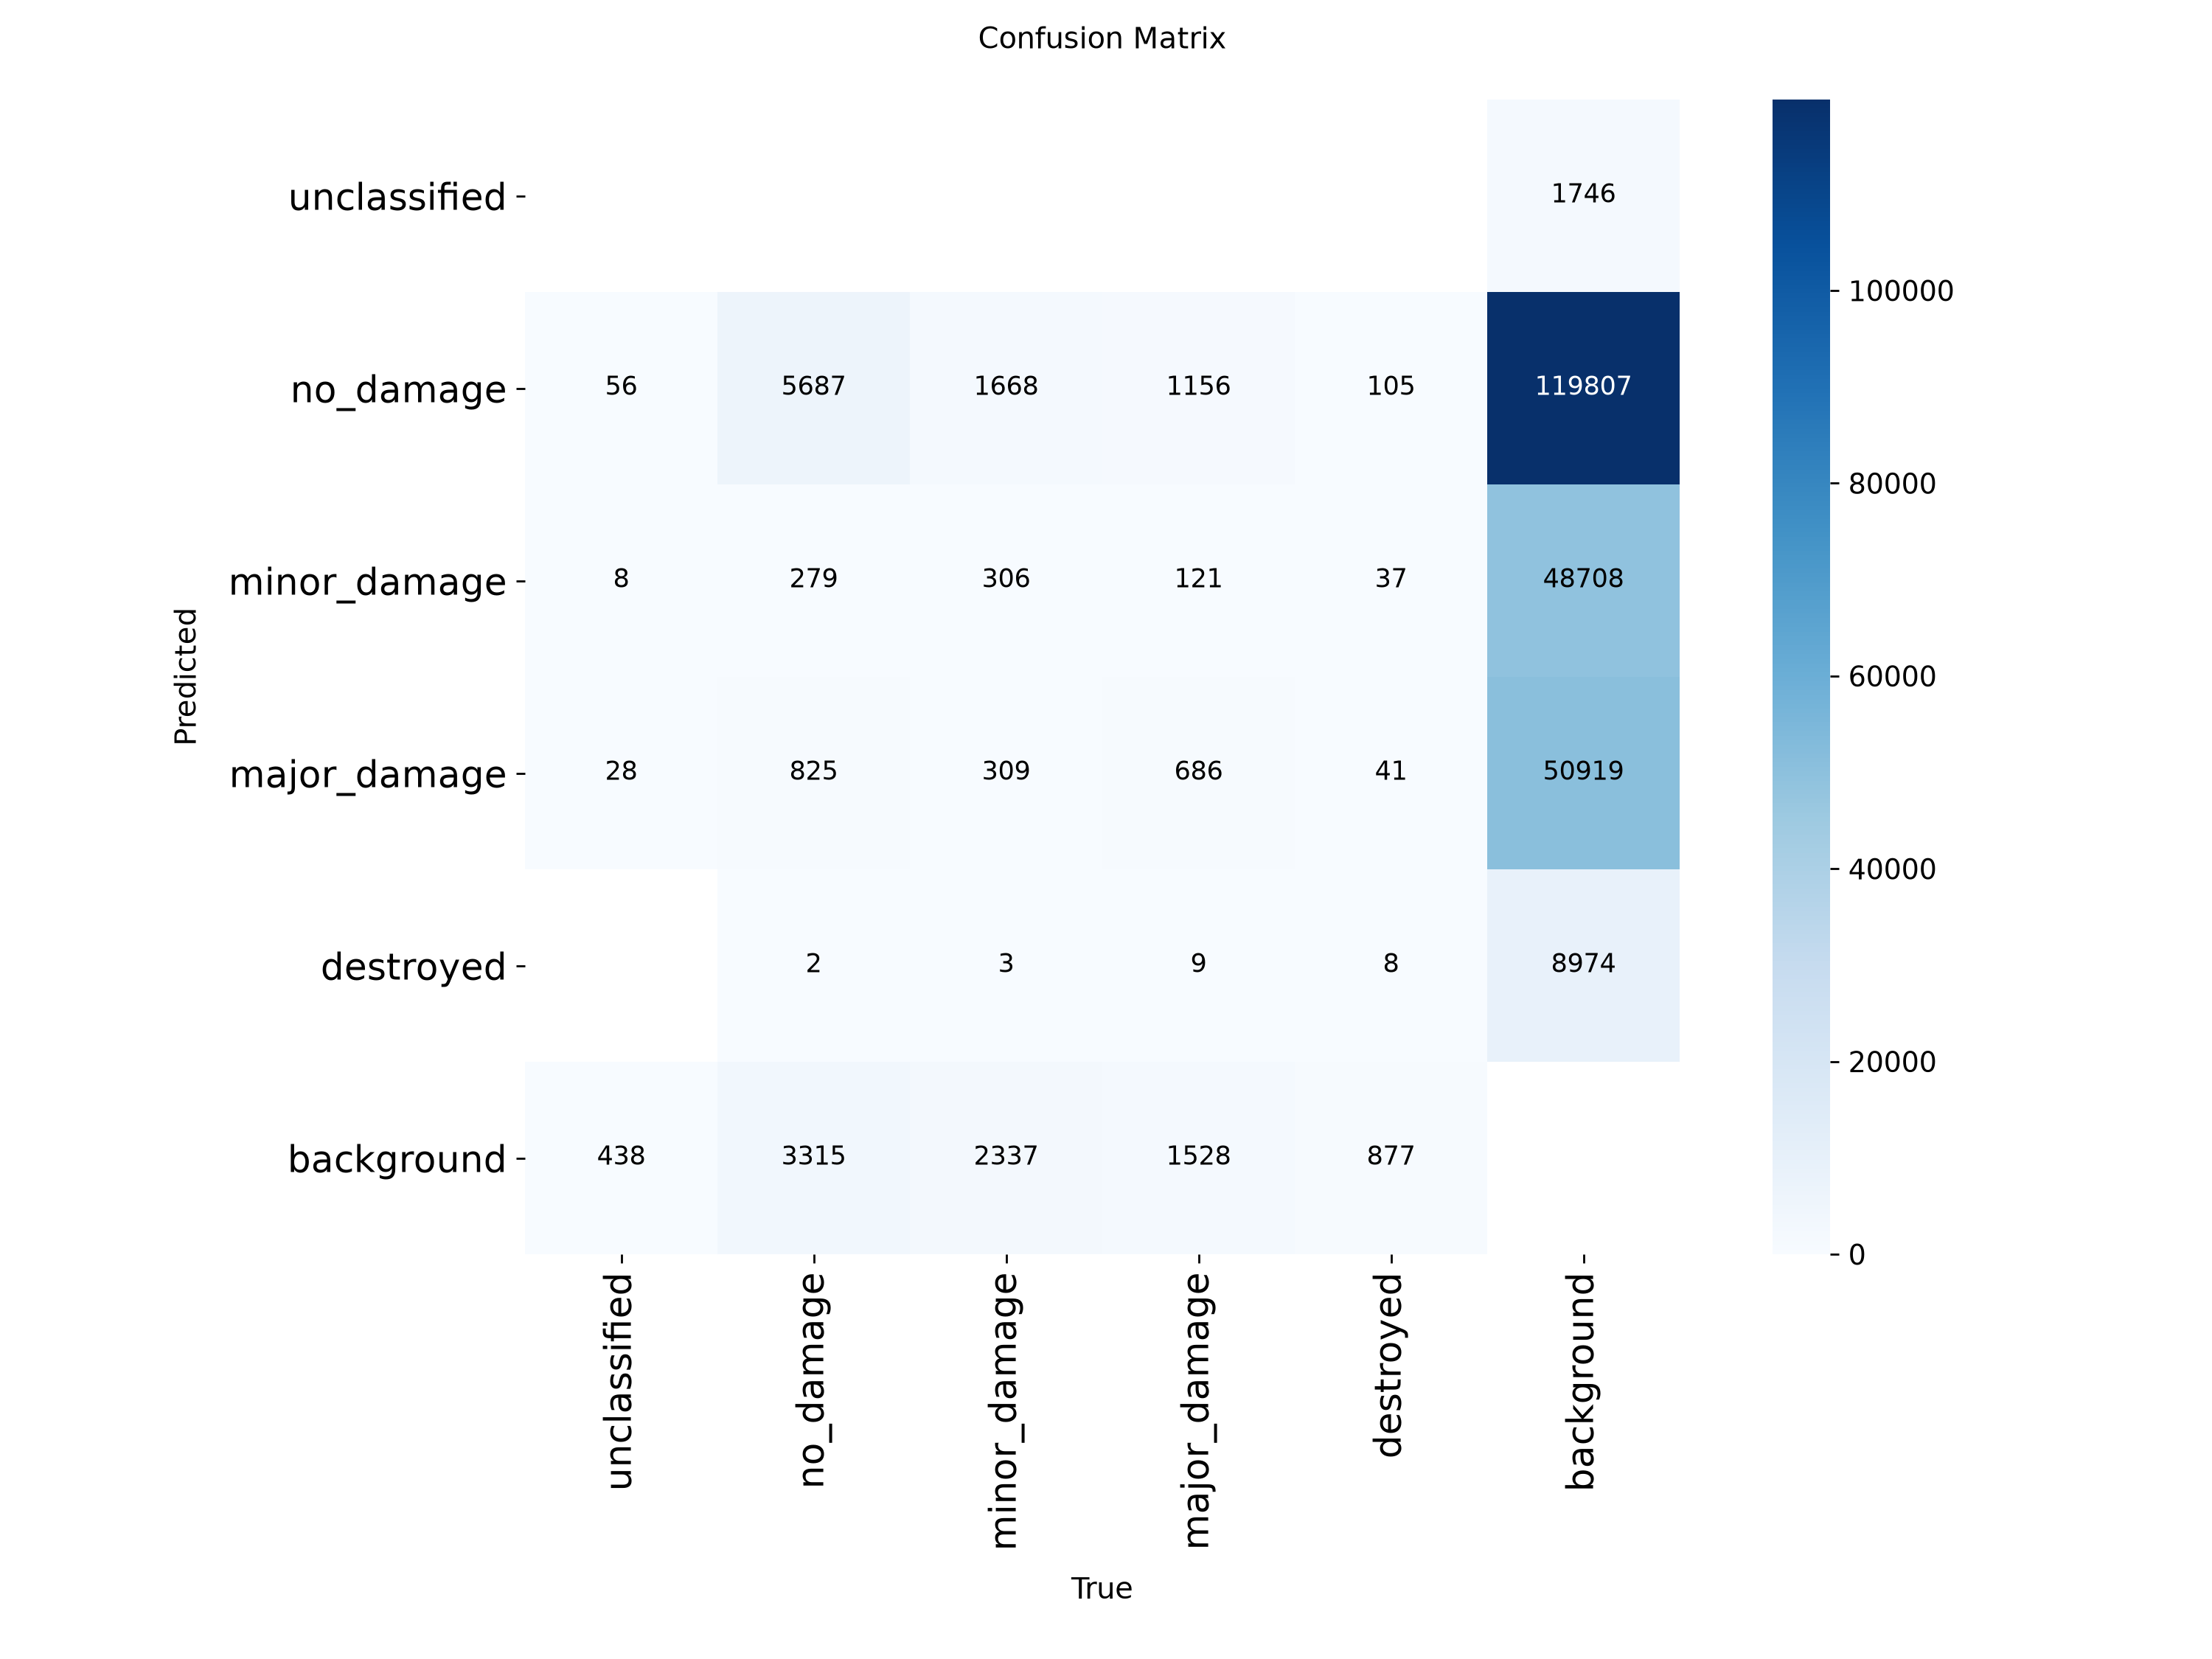 Confusion Matrix
unclassified 1746
no_damage 56 5687 1668 1156 105 119807
minor_damage 8 279 306 121 37 48708
major_damage 28 825 309 686 41 50919
destroyed 2 3 9 8 8974
background 438 3315 2337 1528 877
unclassified no_damage minor_damage major_damage destroyed background
True
Predicted
100000
80000
60000
40000
20000
0